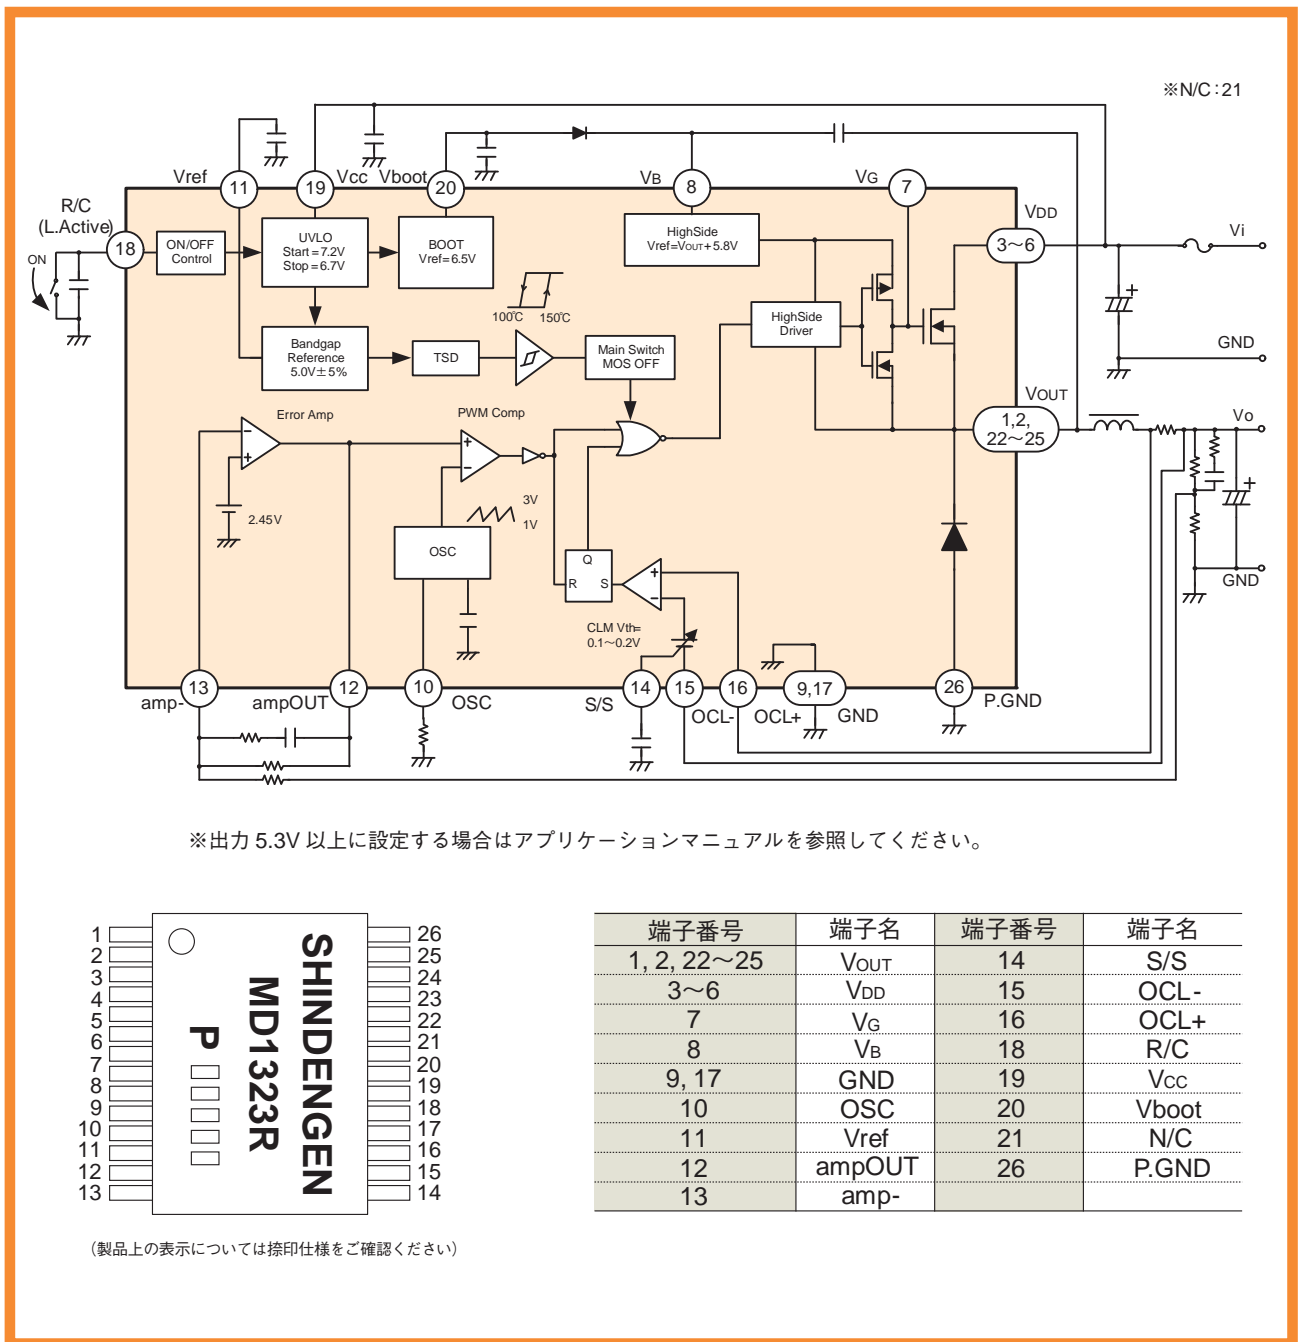 ※N/C:21
Vref
11
19
Vcc
Vboot
20
VB
8
VG
7
R/C
(L.Active)
18
ON
ON/OFF
Control
UVLO
Start=7.2V
Stop=6.7V
BOOT
Vref=6.5V
HighSide
Vref=VOUT+5.8V
VDD
3～6
Vi
100℃
150℃
Bandgap
Reference
5.0V±5%
TSD
Main Switch
MOS OFF
HighSide
Driver
GND
Error Amp
PWM Comp
VOUT
1,2,
22～25
Vo
2.45V
3V
1V
OSC
Q
R
S
CLM Vth=
0.1～0.2V
GND
amp-
13
ampOUT
12
10
OSC
S/S
14
15
OCL-
16
OCL+
9,17
GND
26
P.GND
※出力 5.3V 以上に設定する場合はアプリケーションマニュアルを参照してください。
1
2
3
4
5
6
7
8
9
10
11
12
13
SHINDENGEN
MD1323R
P
26
25
24
23
22
21
20
19
18
17
16
15
14
（製品上の表示については捺印仕様をご確認ください）
端子番号 端子名 端子番号 端子名
1, 2, 22～25 VOUT 14 S/S
3～6 VDD 15 OCL-
7 VG 16 OCL+
8 VB 18 R/C
9, 17 GND 19 VCC
10 OSC 20 Vboot
11 Vref 21 N/C
12 ampOUT 26 P.GND
13 amp-